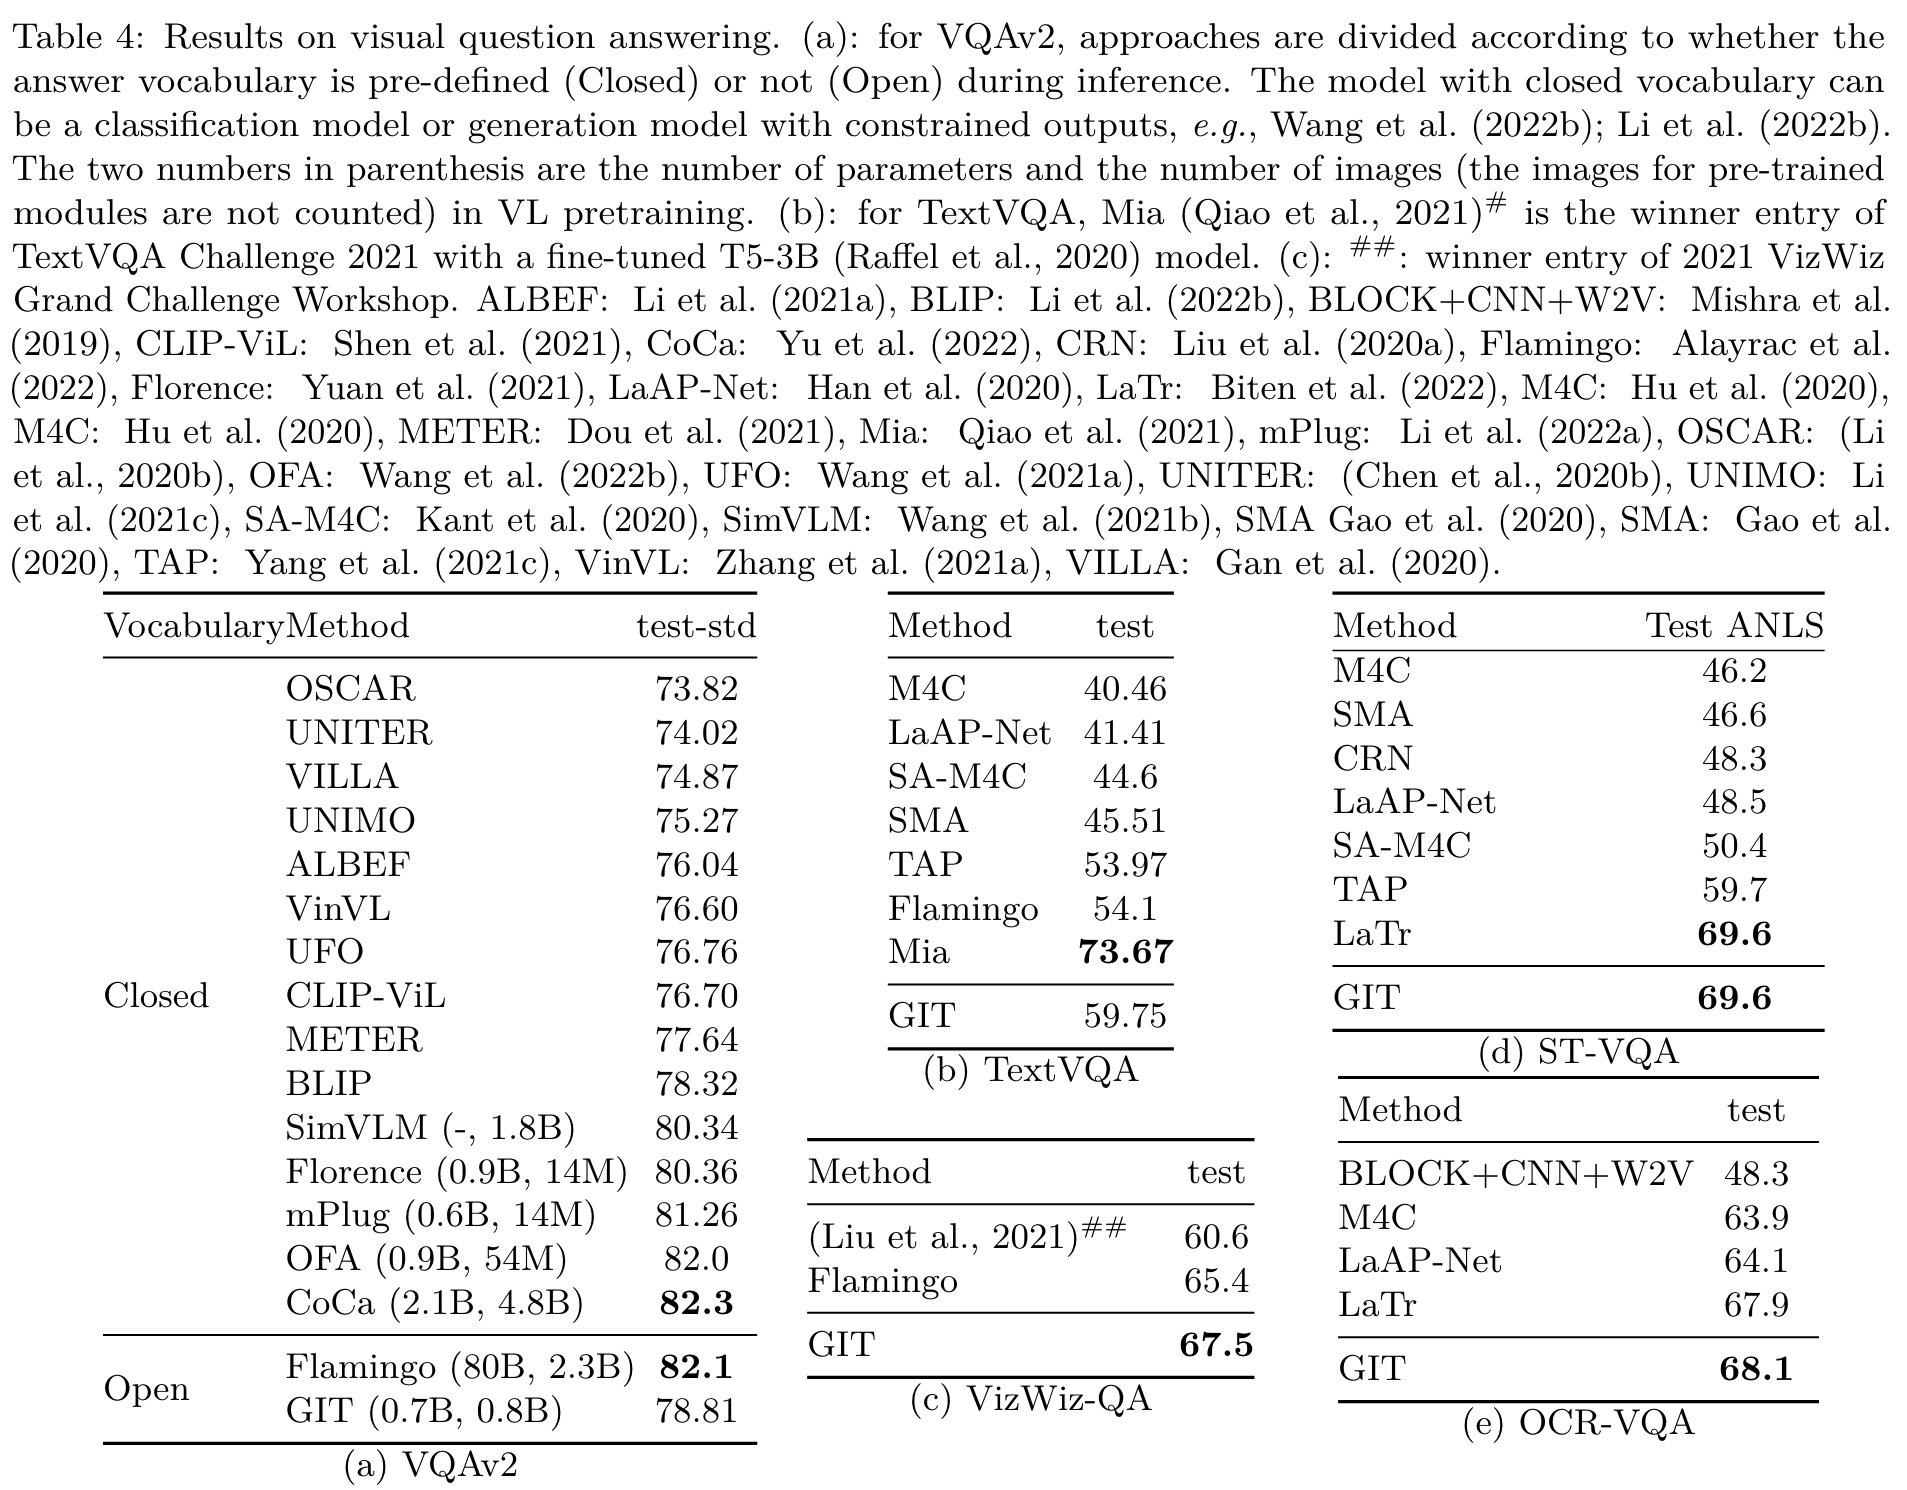 Table 4: Results on visual question answering. (a): for VQAv2, approaches are divided according to whether the
answer vocabulary is pre-defined (Closed) or not (Open) during inference. The model with closed vocabulary can
be a classification model or generation model with constrained outputs, e.g., Wang et al. (2022b); Li et al. (2022b).
The two numbers in parenthesis are the number of parameters and the number of images (the images for pre-trained
modules are not counted) in VL pretraining. (b): for TextVQA, Mia (Qiao et al., 2021)# is the winner entry of
TextVQA Challenge 2021 with a fine-tuned T5-3B (Raffel et al., 2020) model. (c): ##: winner entry of 2021 VizWiz
Grand Challenge Workshop. ALBEF: Li et al. (2021a), BLIP: Li et al. (2022b), BLOCK+CNN+W2V: Mishra et al.
(2019), CLIP-ViL: Shen et al. (2021), CoCa: Yu et al. (2022), CRN: Liu et al. (2020a), Flamingo: Alayrac et al.
(2022), Florence: Yuan et al. (2021), LaAP-Net: Han et al. (2020), LaTr: Biten et al. (2022), M4C: Hu et al. (2020),
M4C: Hu et al. (2020), METER: Dou et al. (2021), Mia: Qiao et al. (2021), mPlug: Li et al. (2022a), OSCAR: (Li
et al., 2020b), OFA: Wang et al. (2022b), UFO: Wang et al. (2021a), UNITER: (Chen et al., 2020b), UNIMO: Li
et al. (2021c), SA-M4C: Kant et al. (2020), SimVLM: Wang et al. (2021b), SMA Gao et al. (2020), SMA: Gao et al.
(2020), TAP: Yang et al. (2021c), VinVL: Zhang et al. (2021a), VILLA: Gan et al. (2020).
Vocabulary Method test-std
OSCAR 73.82
UNITER 74.02
VILLA 74.87
UNIMO 75.27
ALBEF 76.04
VinVL 76.60
UFO 76.76
Closed CLIP-ViL 76.70
METER 77.64
BLIP 78.32
SimVLM (-, 1.8B) 80.34
Florence (0.9B, 14M) 80.36
mPlug (0.6B, 14M) 81.26
OFA (0.9B, 54M) 82.0
CoCa (2.1B, 4.8B) 82.3
Open
Flamingo (80B, 2.3B) 82.1
GIT (0.7B, 0.8B) 78.81
(a) VQAv2
Method test
M4C 40.46
LaAP-Net 41.41
SA-M4C 44.6
SMA 45.51
TAP 53.97
Flamingo 54.1
Mia 73.67
GIT 59.75
(b) TextVQA
Method test
(Liu et al., 2021)## 60.6
Flamingo 65.4
GIT 67.5
(c) VizWiz-QA
Method Test ANLS
M4C 46.2
SMA 46.6
CRN 48.3
LaAP-Net 48.5
SA-M4C 50.4
TAP 59.7
LaTr 69.6
GIT 69.6
(d) ST-VQA
Method test
BLOCK+CNN+W2V 48.3
M4C 63.9
LaAP-Net 64.1
LaTr 67.9
GIT 68.1
(e) OCR-VQA